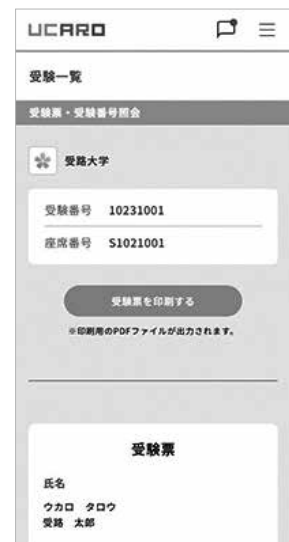 UCARO
受験一覧
受験票・受験番号照会
受路大学
受験番号 10231001
座席番号 S1021001
受験票を印刷する
※印刷用のPDFファイルが出力されます。
受験票
氏名
ウカロ タロウ
受路 太郎